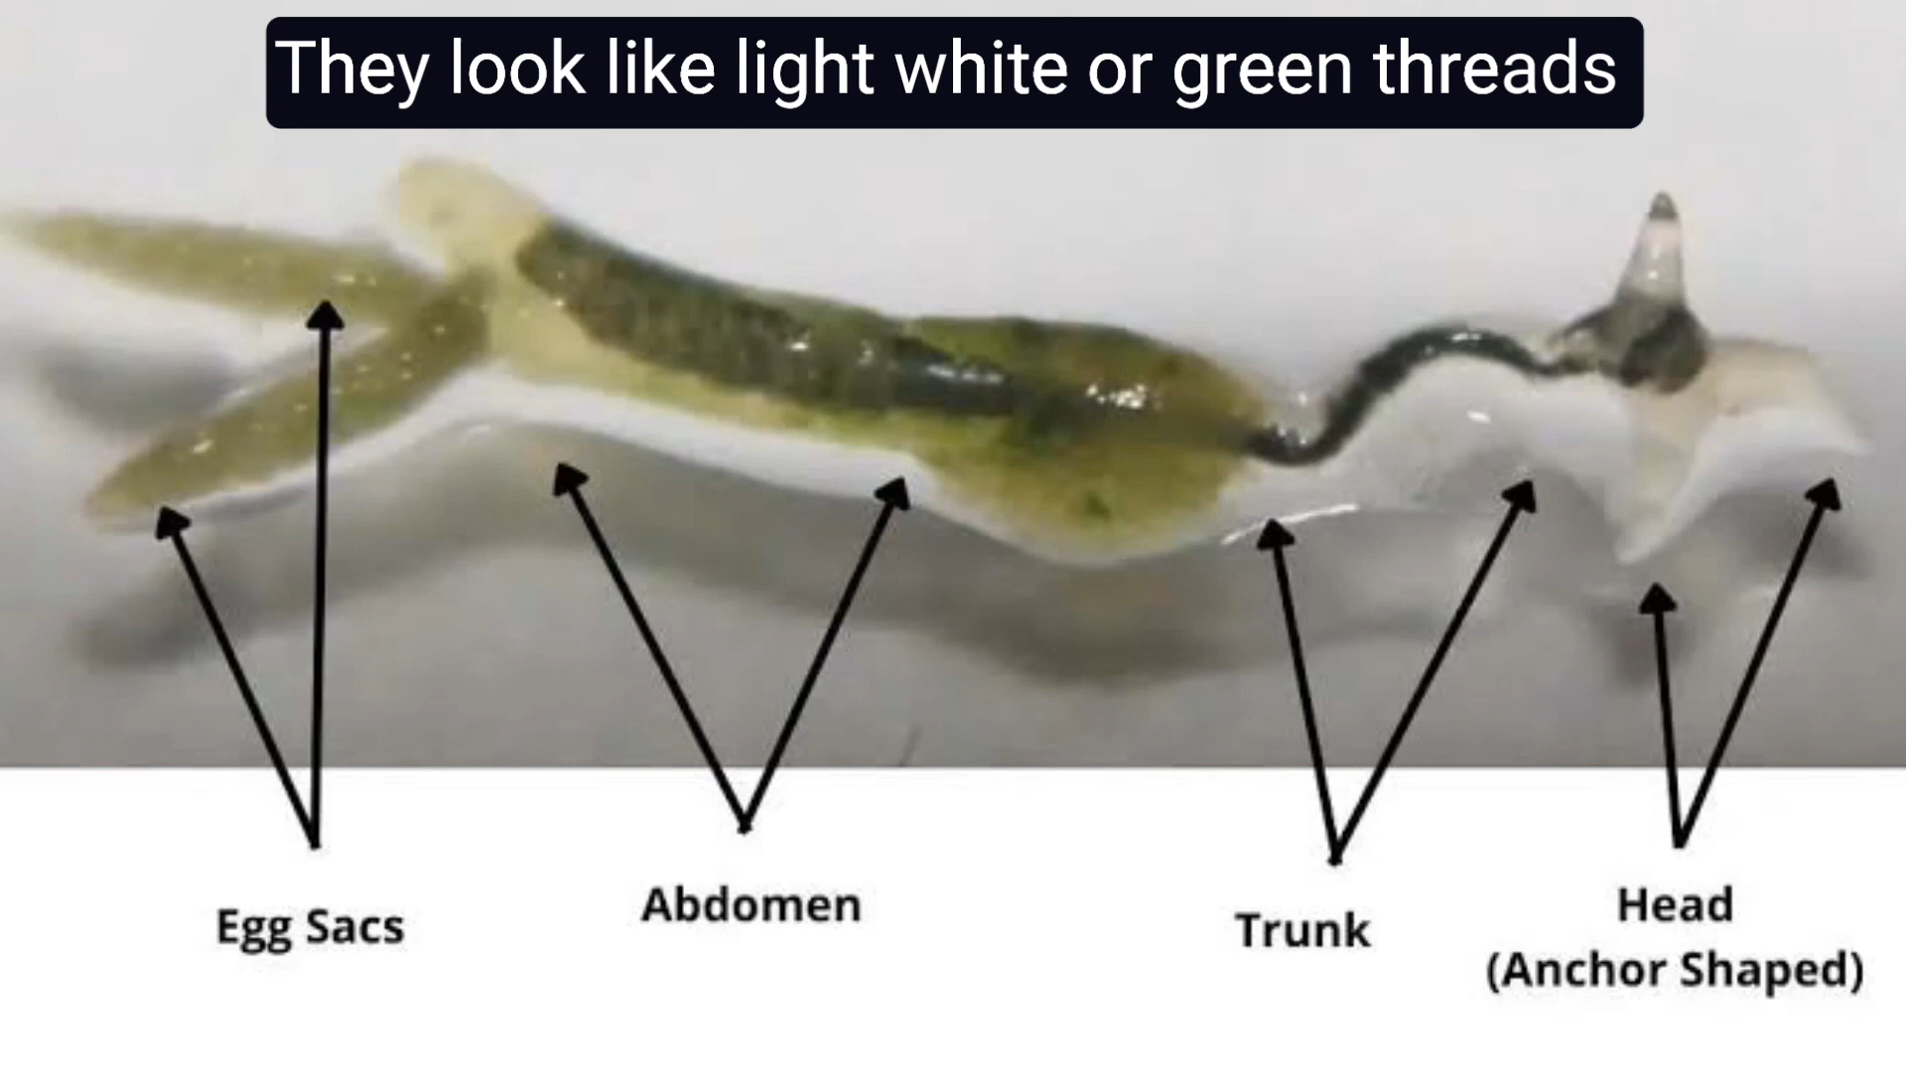 They look like light white or green threads
Egg Sacs
Abdomen
Trunk
Head
(Anchor Shaped)